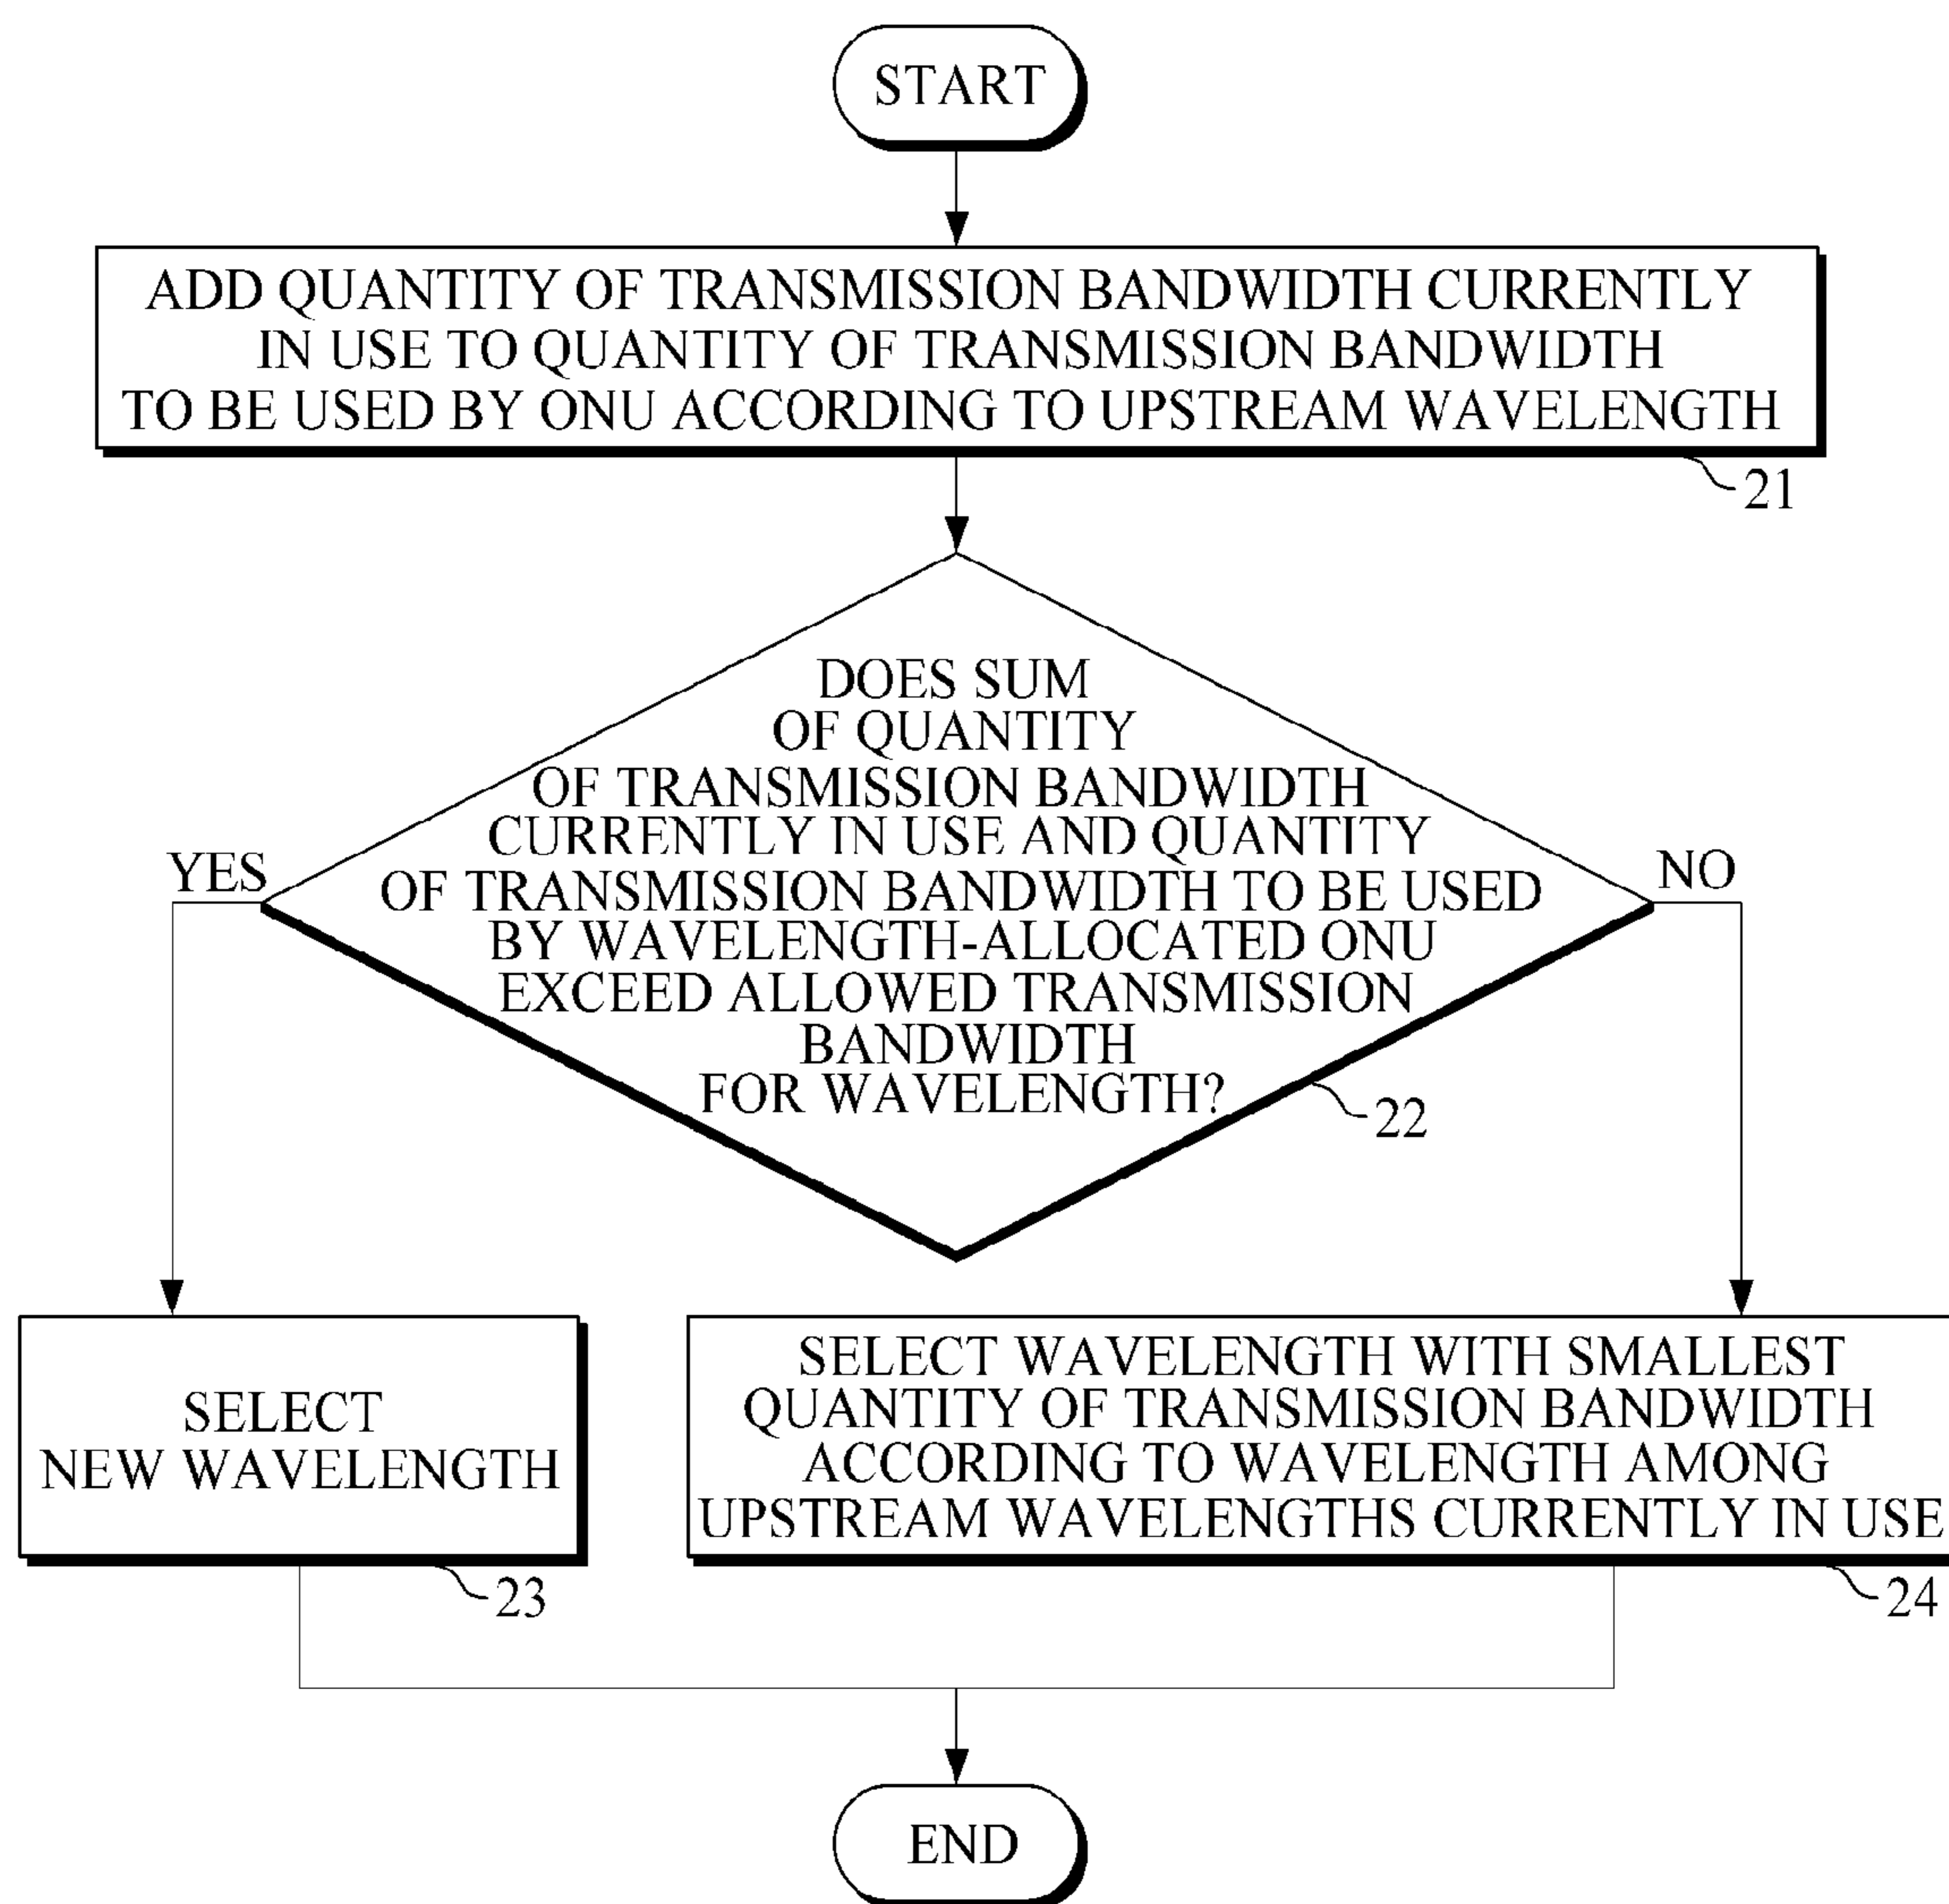 START
ADD QUANTITY OF TRANSMISSION BANDWIDTH CURRENTLY
IN USE TO QUANTITY OF TRANSMISSION BANDWIDTH
TO BE USED BY ONU ACCORDING TO UPSTREAM WAVELENGTH
21
DOES SUM
OF QUANTITY
OF TRANSMISSION BANDWIDTH
CURRENTLY IN USE AND QUANTITY
OF TRANSMISSION BANDWIDTH TO BE USED
BY WAVELENGTH-ALLOCATED ONU
EXCEED ALLOWED TRANSMISSION
BANDWIDTH
FOR WAVELENGTH?
22
YES
NO
SELECT
NEW WAVELENGTH
23
SELECT WAVELENGTH WITH SMALLEST
QUANTITY OF TRANSMISSION BANDWIDTH
ACCORDING TO WAVELENGTH AMONG
UPSTREAM WAVELENGTHS CURRENTLY IN USE
24
END